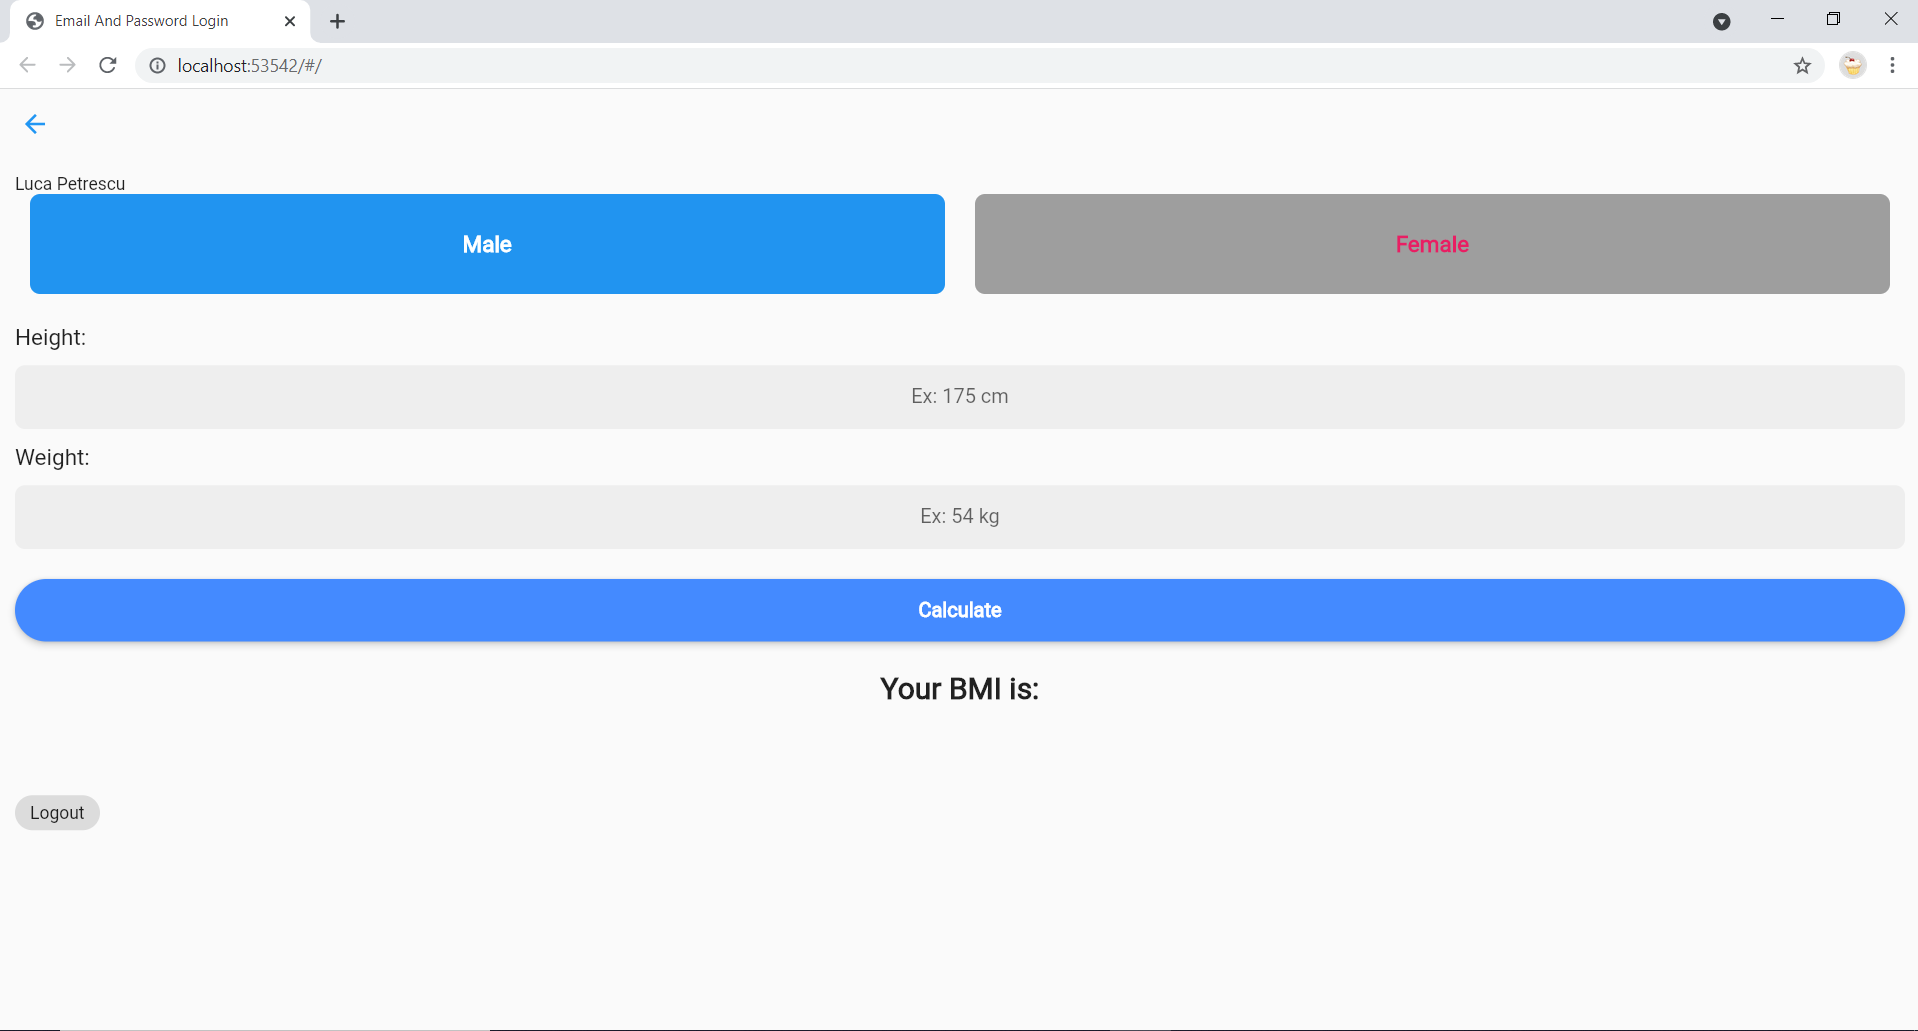 Email And Password Login
localhost:53542/#/
Luca Petrescu
Male
Female
Height:
Ex: 175 cm
Weight:
Ex: 54 kg
Calculate
Your BMI is:
Logout